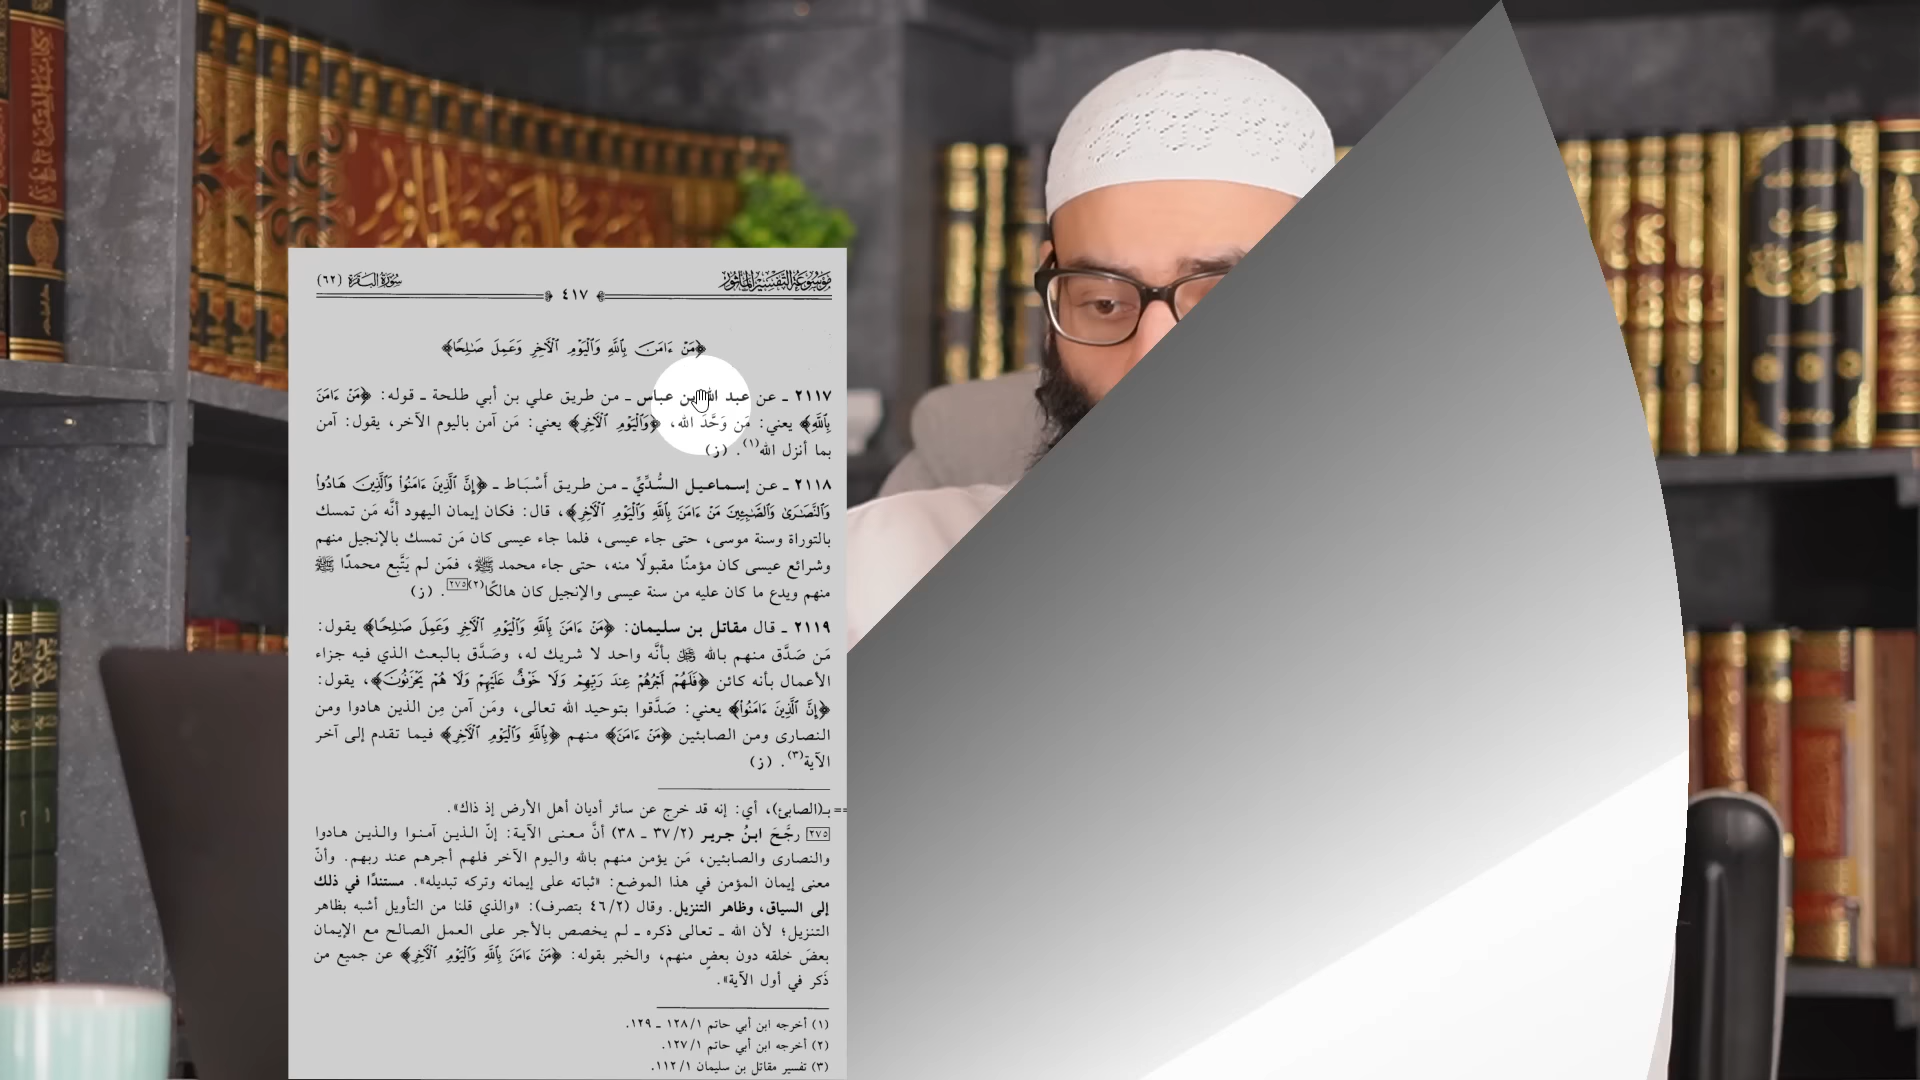 موسوعة التفسير المأثور
سورة البقرة (٦٢)
٤١٧
﴿مَنْ ءَامَنَ بِٱللَّهِ وَٱلْيَوْمِ ٱلْآخِرِ وَعَمِلَ صَـٰلِحًا﴾
٢١١٧ ـ عن عبد الله بن عباس ـ من طريق علي بن أبي طلحة ـ قوله: ﴿مَنْ ءَامَنَ
بِٱللَّهِ﴾ يعني: مَن وَحَّدَ الله، ﴿وَٱلْيَوْمِ ٱلْآخِرِ﴾ يعني: مَن آمن باليوم الآخر، يقول: آمن
بما أنزل الله(١). (ز)
٢١١٨ ـ عن إسماعيل السُّدِّيِّ ـ من طريق أَسْبَاط ـ ﴿إِنَّ ٱلَّذِينَ ءَامَنُوا۟ وَٱلَّذِينَ هَادُوا۟
وَٱلنَّصَـٰرَىٰ وَٱلصَّـٰبِـِٔينَ مَنْ ءَامَنَ بِٱللَّهِ وَٱلْيَوْمِ ٱلْآخِرِ﴾، قال: فكان إيمان اليهود أنَّه مَن تمسك
بالتوراة وسنة موسى، حتى جاء عيسى، فلما جاء عيسى كان مَن تمسك بالإنجيل منهم
وشرائع عيسى كان مؤمنًا مقبولًا منه، حتى جاء محمد ﷺ، فمَن لم يَتَّبع محمدًا ﷺ
منهم ويدع ما كان عليه من سنة عيسى والإنجيل كان هالكًا(٢)[٢٧٥]. (ز)
٢١١٩ ـ قال مقاتل بن سليمان: ﴿مَنْ ءَامَنَ بِٱللَّهِ وَٱلْيَوْمِ ٱلْآخِرِ وَعَمِلَ صَـٰلِحًا﴾ يقول:
مَن صَدَّق منهم بالله ﷻ بأنَّه واحد لا شريك له، وصَدَّق بالبعث الذي فيه جزاء
الأعمال بأنه كائن ﴿فَلَهُمْ أَجْرُهُمْ عِندَ رَبِّهِمْ وَلَا خَوْفٌ عَلَيْهِمْ وَلَا هُمْ يَحْزَنُونَ﴾، يقول:
﴿إِنَّ ٱلَّذِينَ ءَامَنُوا۟﴾ يعني: صَدَّقوا بتوحيد الله تعالى، ومَن آمن مِن الذين هادوا ومن
النصارى ومن الصابئين ﴿مَنْ ءَامَنَ﴾ منهم ﴿بِٱللَّهِ وَٱلْيَوْمِ ٱلْآخِرِ﴾ فيما تقدم إلى آخر
الآية(٣). (ز)
== بـ(الصابئ)، أي: إنه قد خرج عن سائر أديان أهل الأرض إذ ذاك».
[٢٧٥] رجَّحَ ابنُ جرير (٢/ ٣٧ ـ ٣٨) أنَّ معنى الآية: إنّ الذين آمنوا والذين هادوا
والنصارى والصابئين، مَن يؤمن منهم بالله واليوم الآخر فلهم أجرهم عند ربهم. وأنّ
معنى إيمان المؤمن في هذا الموضع: «ثباته على إيمانه وتركه تبديله». مستندًا في ذلك
إلى السياق، وظاهر التنزيل. وقال (٢/ ٤٦ بتصرف): «والذي قلنا من التأويل أشبه بظاهر
التنزيل؛ لأن الله ـ تعالى ذكره ـ لم يخصص بالأجر على العمل الصالح مع الإيمان
بعضَ خلقه دون بعضٍ منهم، والخبر بقوله: ﴿مَنْ ءَامَنَ بِٱللَّهِ وَٱلْيَوْمِ ٱلْآخِرِ﴾ عن جميع من
ذَكر في أول الآية».
(١) أخرجه ابن أبي حاتم ١/ ١٢٨ ـ ١٢٩.
(٢) أخرجه ابن أبي حاتم ١/ ١٢٧.
(٣) تفسير مقاتل بن سليمان ١/ ١١٢.